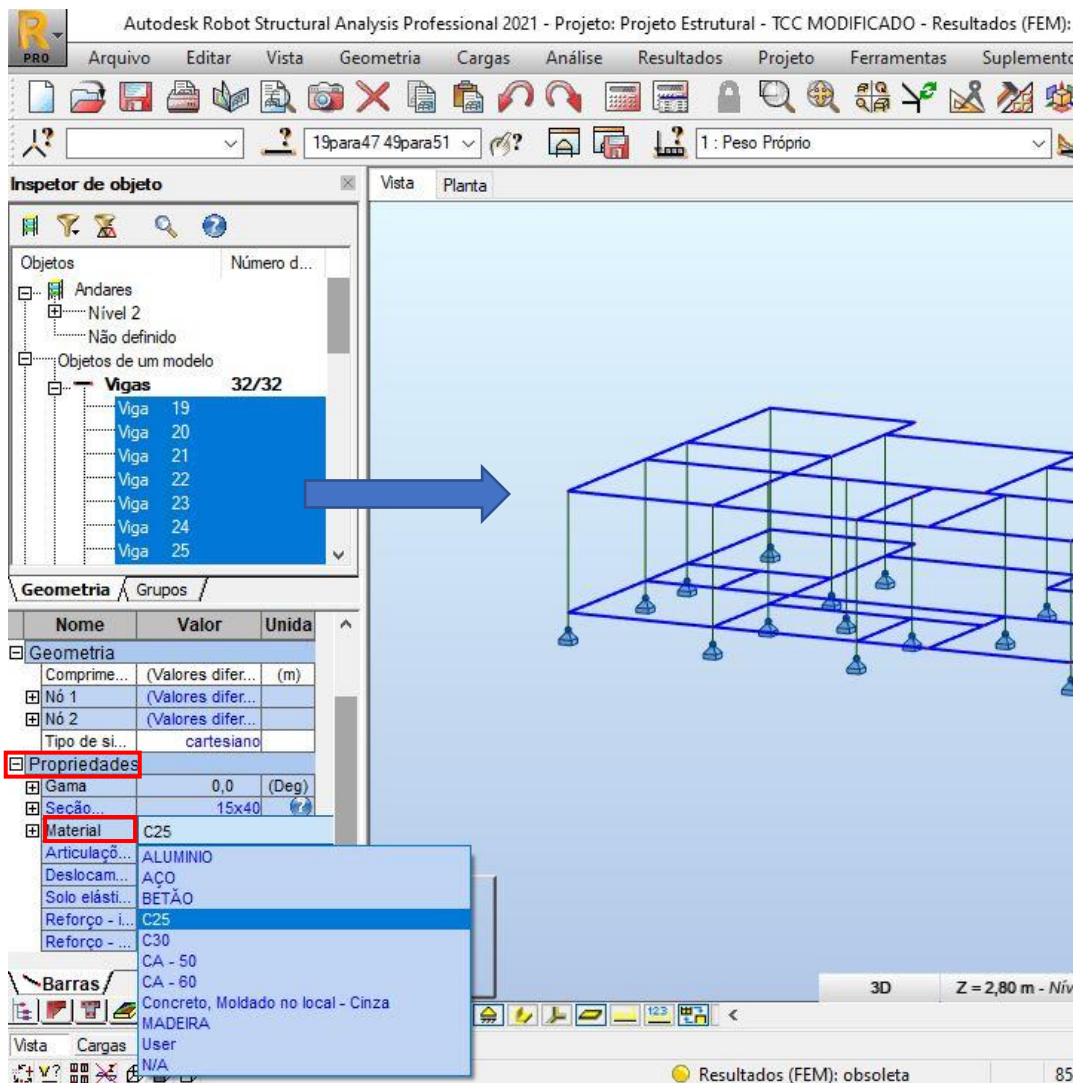 Autodesk Robot Structural Analysis Professional 2021 - Projeto: Projeto Estrutural - TCC MODIFICADO - Resultados (FEM):
PRO Arquivo Editar Vista Geometria Cargas Análise Resultados Projeto Ferramentas Suplemento
19para47 49para51 1 : Peso Próprio
Inspetor de objeto
Vista Planta
Objetos Número d...
Andares
Nível 2
Não definido
Objetos de um modelo
Vigas 32/32
Viga 19
Viga 20
Viga 21
Viga 22
Viga 23
Viga 24
Viga 25
Geometria Grupos
Nome Valor Unida
Geometria
Comprime... (Valores difer... (m)
Nó 1 (Valores difer...
Nó 2 (Valores difer...
Tipo de si... cartesiano
Propriedades
Gama 0,0 (Deg)
Seção... 15x40
Material C25
Articulaçõ...
Deslocam...
Solo elásti...
Reforço - i...
Reforço - ...
ALUMINIO
AÇO
BETÃO
C25
C30
CA - 50
CA - 60
Concreto, Moldado no local - Cinza
MADEIRA
User
N/A
Barras
3D Z = 2,80 m - Nív
Vista Cargas
Resultados (FEM): obsoleta 85